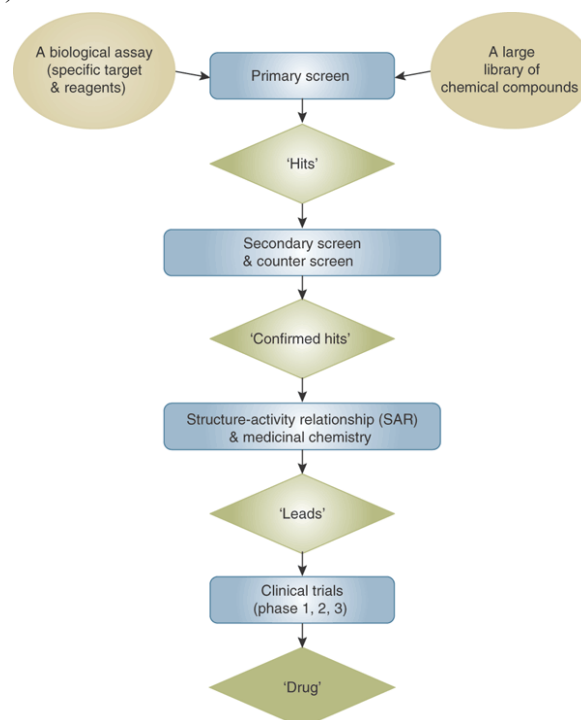 A biological assay
(specific target
& reagents)
Primary screen
A large
library of
chemical compounds
‘Hits’
Secondary screen
& counter screen
‘Confirmed hits’
Structure-activity relationship (SAR)
& medicinal chemistry
‘Leads’
Clinical trials
(phase 1, 2, 3)
‘Drug’